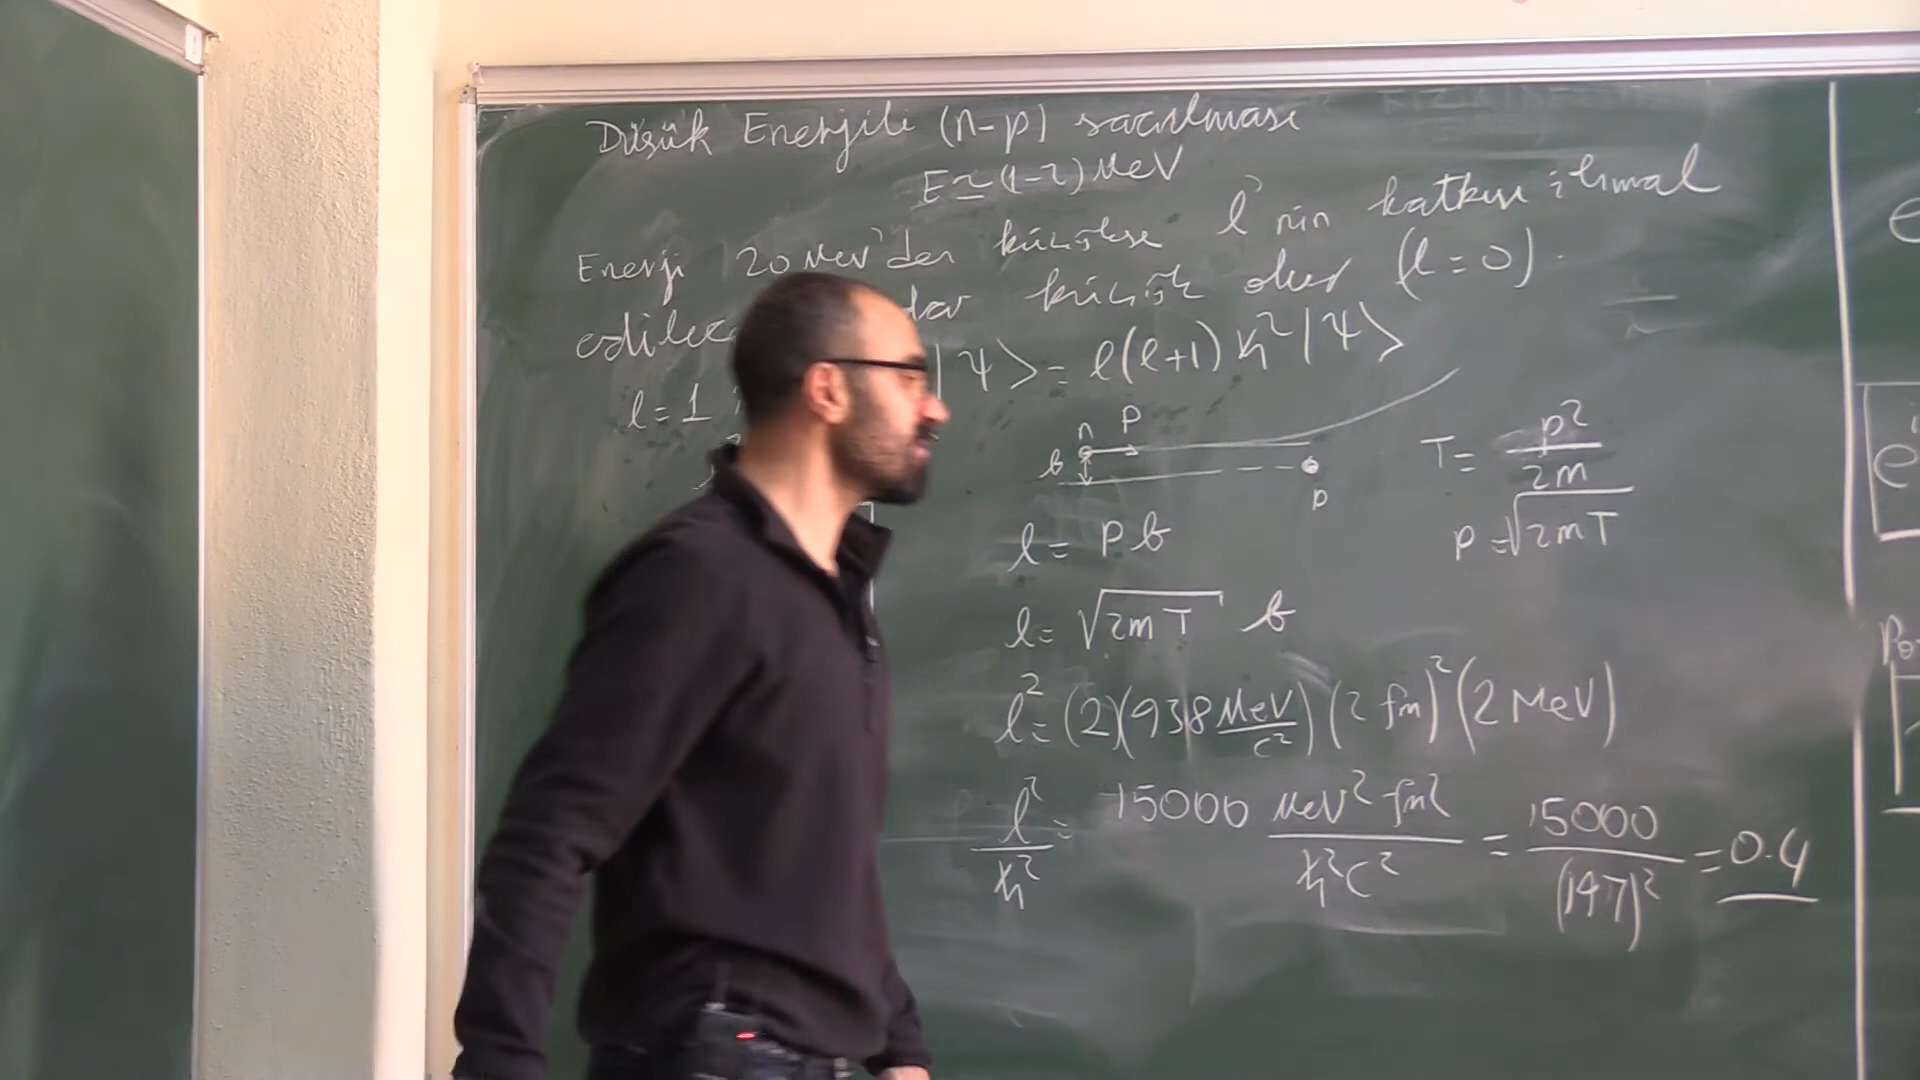 Düşük Enerjili (n-p) saçılması
E ≃ (1-2) MeV
Enerji 20 MeV'den küçükse l'nin katkısı ihmal
küçük olur (l = 0).
|ψ> = l(l+1) ħ² |ψ>
l = 1
n P
b
p
T = p²/2m
p = √2mT
l = P b
l = √2mT b
l² = (2)(938 MeV/c²)(2 fm)²(2 MeV)
l²/ħ² = 15000 MeV² fm²/ħ²c² = 15000/(197)² = 0.4